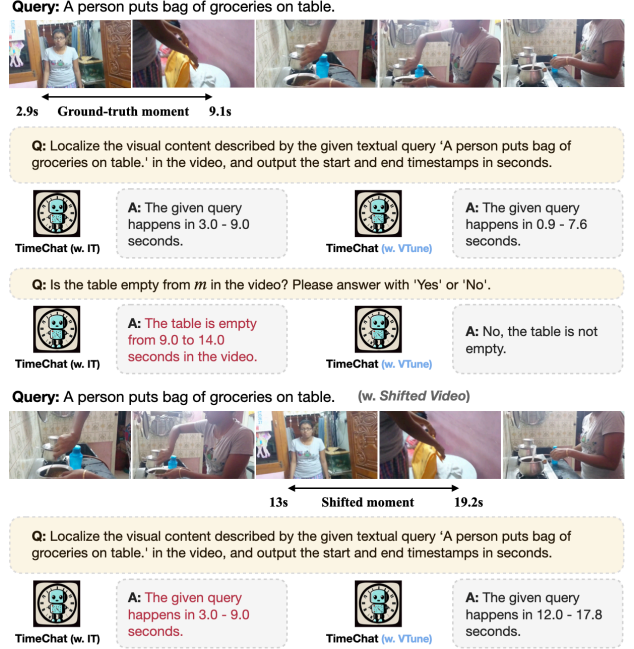 Query: A person puts bag of groceries on table.
2.9s Ground-truth moment 9.1s
Q: Localize the visual content described by the given textual query 'A person puts bag of
groceries on table.' in the video, and output the start and end timestamps in seconds.
A: The given query
happens in 3.0 - 9.0
seconds.
TimeChat (w. IT)
A: The given query
happens in 0.9 - 7.6
seconds.
TimeChat (w. VTune)
Q: Is the table empty from m in the video? Please answer with 'Yes' or 'No'.
A: The table is empty
from 9.0 to 14.0
seconds in the video.
TimeChat (w. IT)
A: No, the table is not
empty.
TimeChat (w. VTune)
Query: A person puts bag of groceries on table. (w. Shifted Video)
13s Shifted moment 19.2s
Q: Localize the visual content described by the given textual query 'A person puts bag of
groceries on table.' in the video, and output the start and end timestamps in seconds.
A: The given query
happens in 3.0 - 9.0
seconds.
TimeChat (w. IT)
A: The given query
happens in 12.0 - 17.8
seconds.
TimeChat (w. VTune)